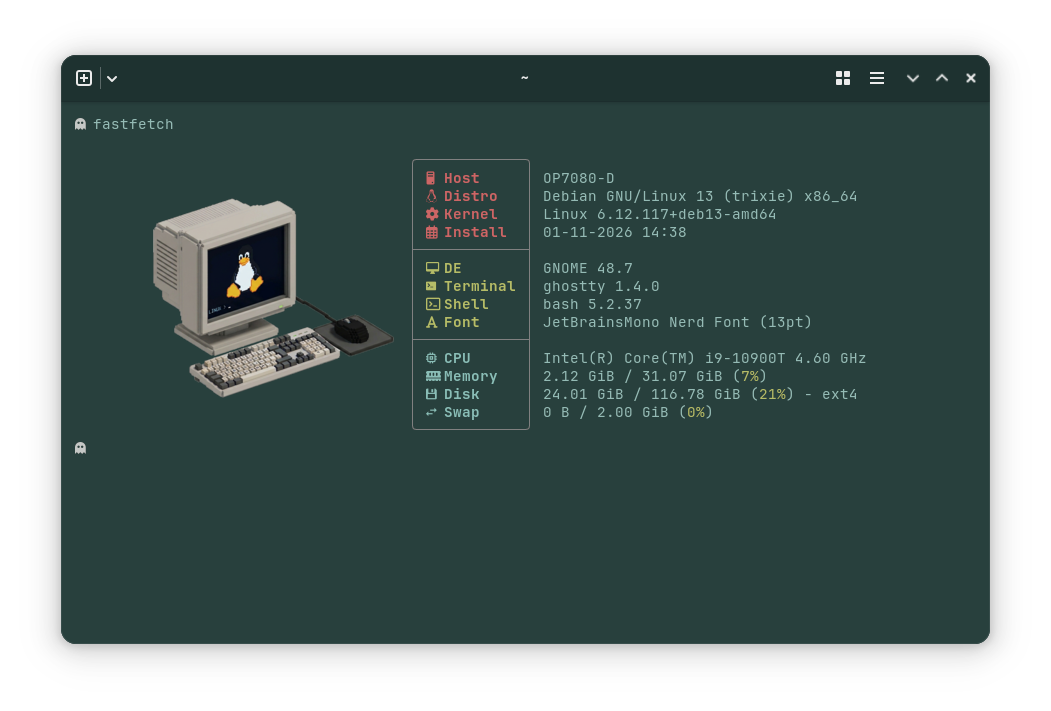 ~
fastfetch
Host OP7080-D
Distro Debian GNU/Linux 13 (trixie) x86_64
Kernel Linux 6.12.117+deb13-amd64
Install 01-11-2026 14:38
DE GNOME 48.7
Terminal ghostty 1.4.0
Shell bash 5.2.37
Font JetBrainsMono Nerd Font (13pt)
CPU Intel(R) Core(TM) i9-10900T 4.60 GHz
Memory 2.12 GiB / 31.07 GiB (7%)
Disk 24.01 GiB / 116.78 GiB (21%) - ext4
Swap 0 B / 2.00 GiB (0%)